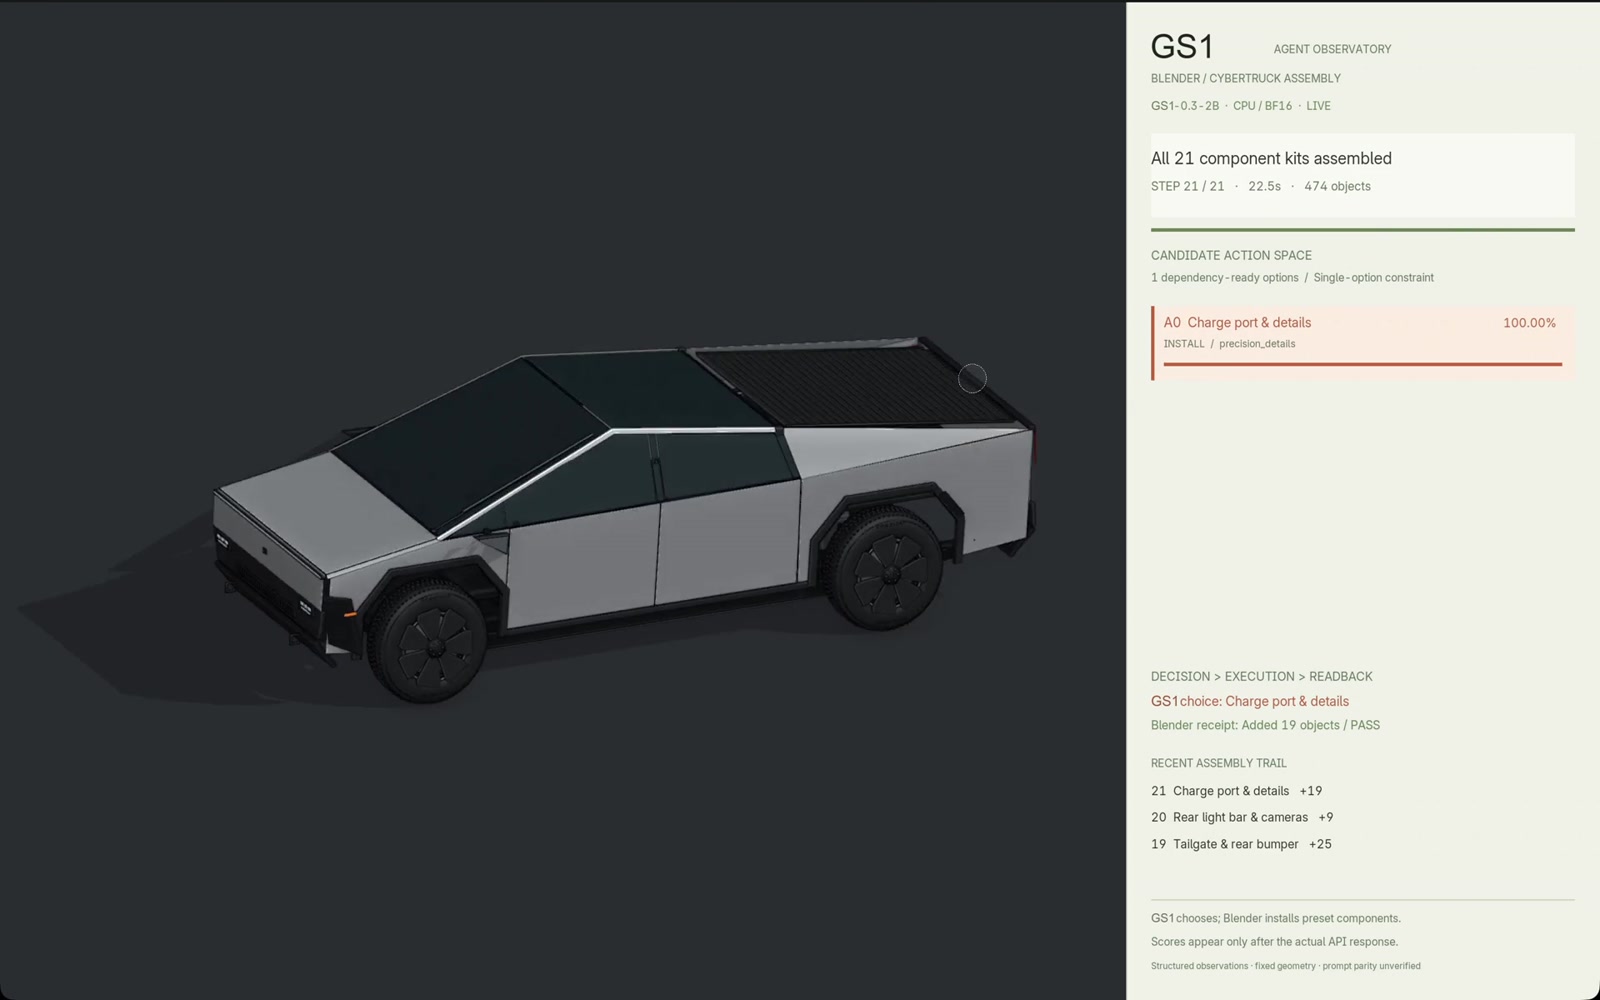 GS1 AGENT OBSERVATORY
BLENDER / CYBERTRUCK ASSEMBLY
GS1-0.3-2B · CPU / BF16 · LIVE
All 21 component kits assembled
STEP 21 / 21 · 22.5s · 474 objects
CANDIDATE ACTION SPACE
1 dependency-ready options / Single-option constraint
A0 Charge port & details 100.00%
INSTALL / precision_details
DECISION > EXECUTION > READBACK
GS1 choice: Charge port & details
Blender receipt: Added 19 objects / PASS
RECENT ASSEMBLY TRAIL
21 Charge port & details +19
20 Rear light bar & cameras +9
19 Tailgate & rear bumper +25
GS1 chooses; Blender installs preset components.
Scores appear only after the actual API response.
Structured observations · fixed geometry · prompt parity unverified